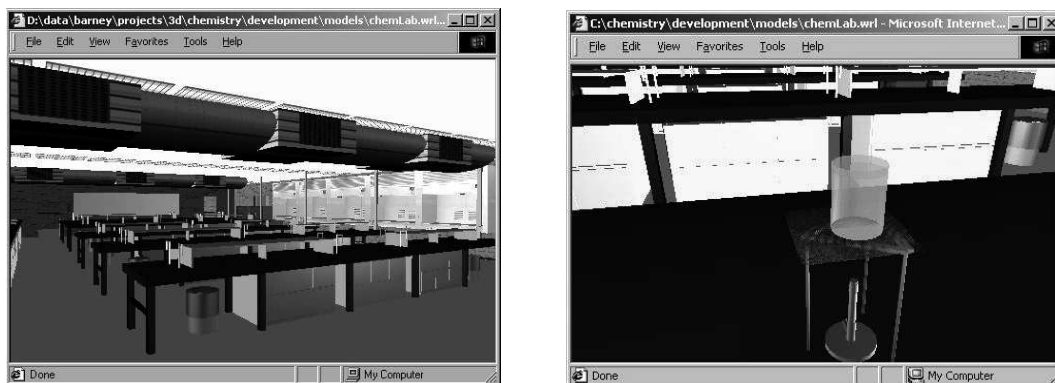 D:\data\barney\projects\3d\chemistry\development\models\chemLab.wrl ...
File Edit View Favorites Tools Help
Done My Computer
C:\chemistry\development\models\chemLab.wrl - Microsoft Internet...
File Edit View Favorites Tools Help
Done My Computer